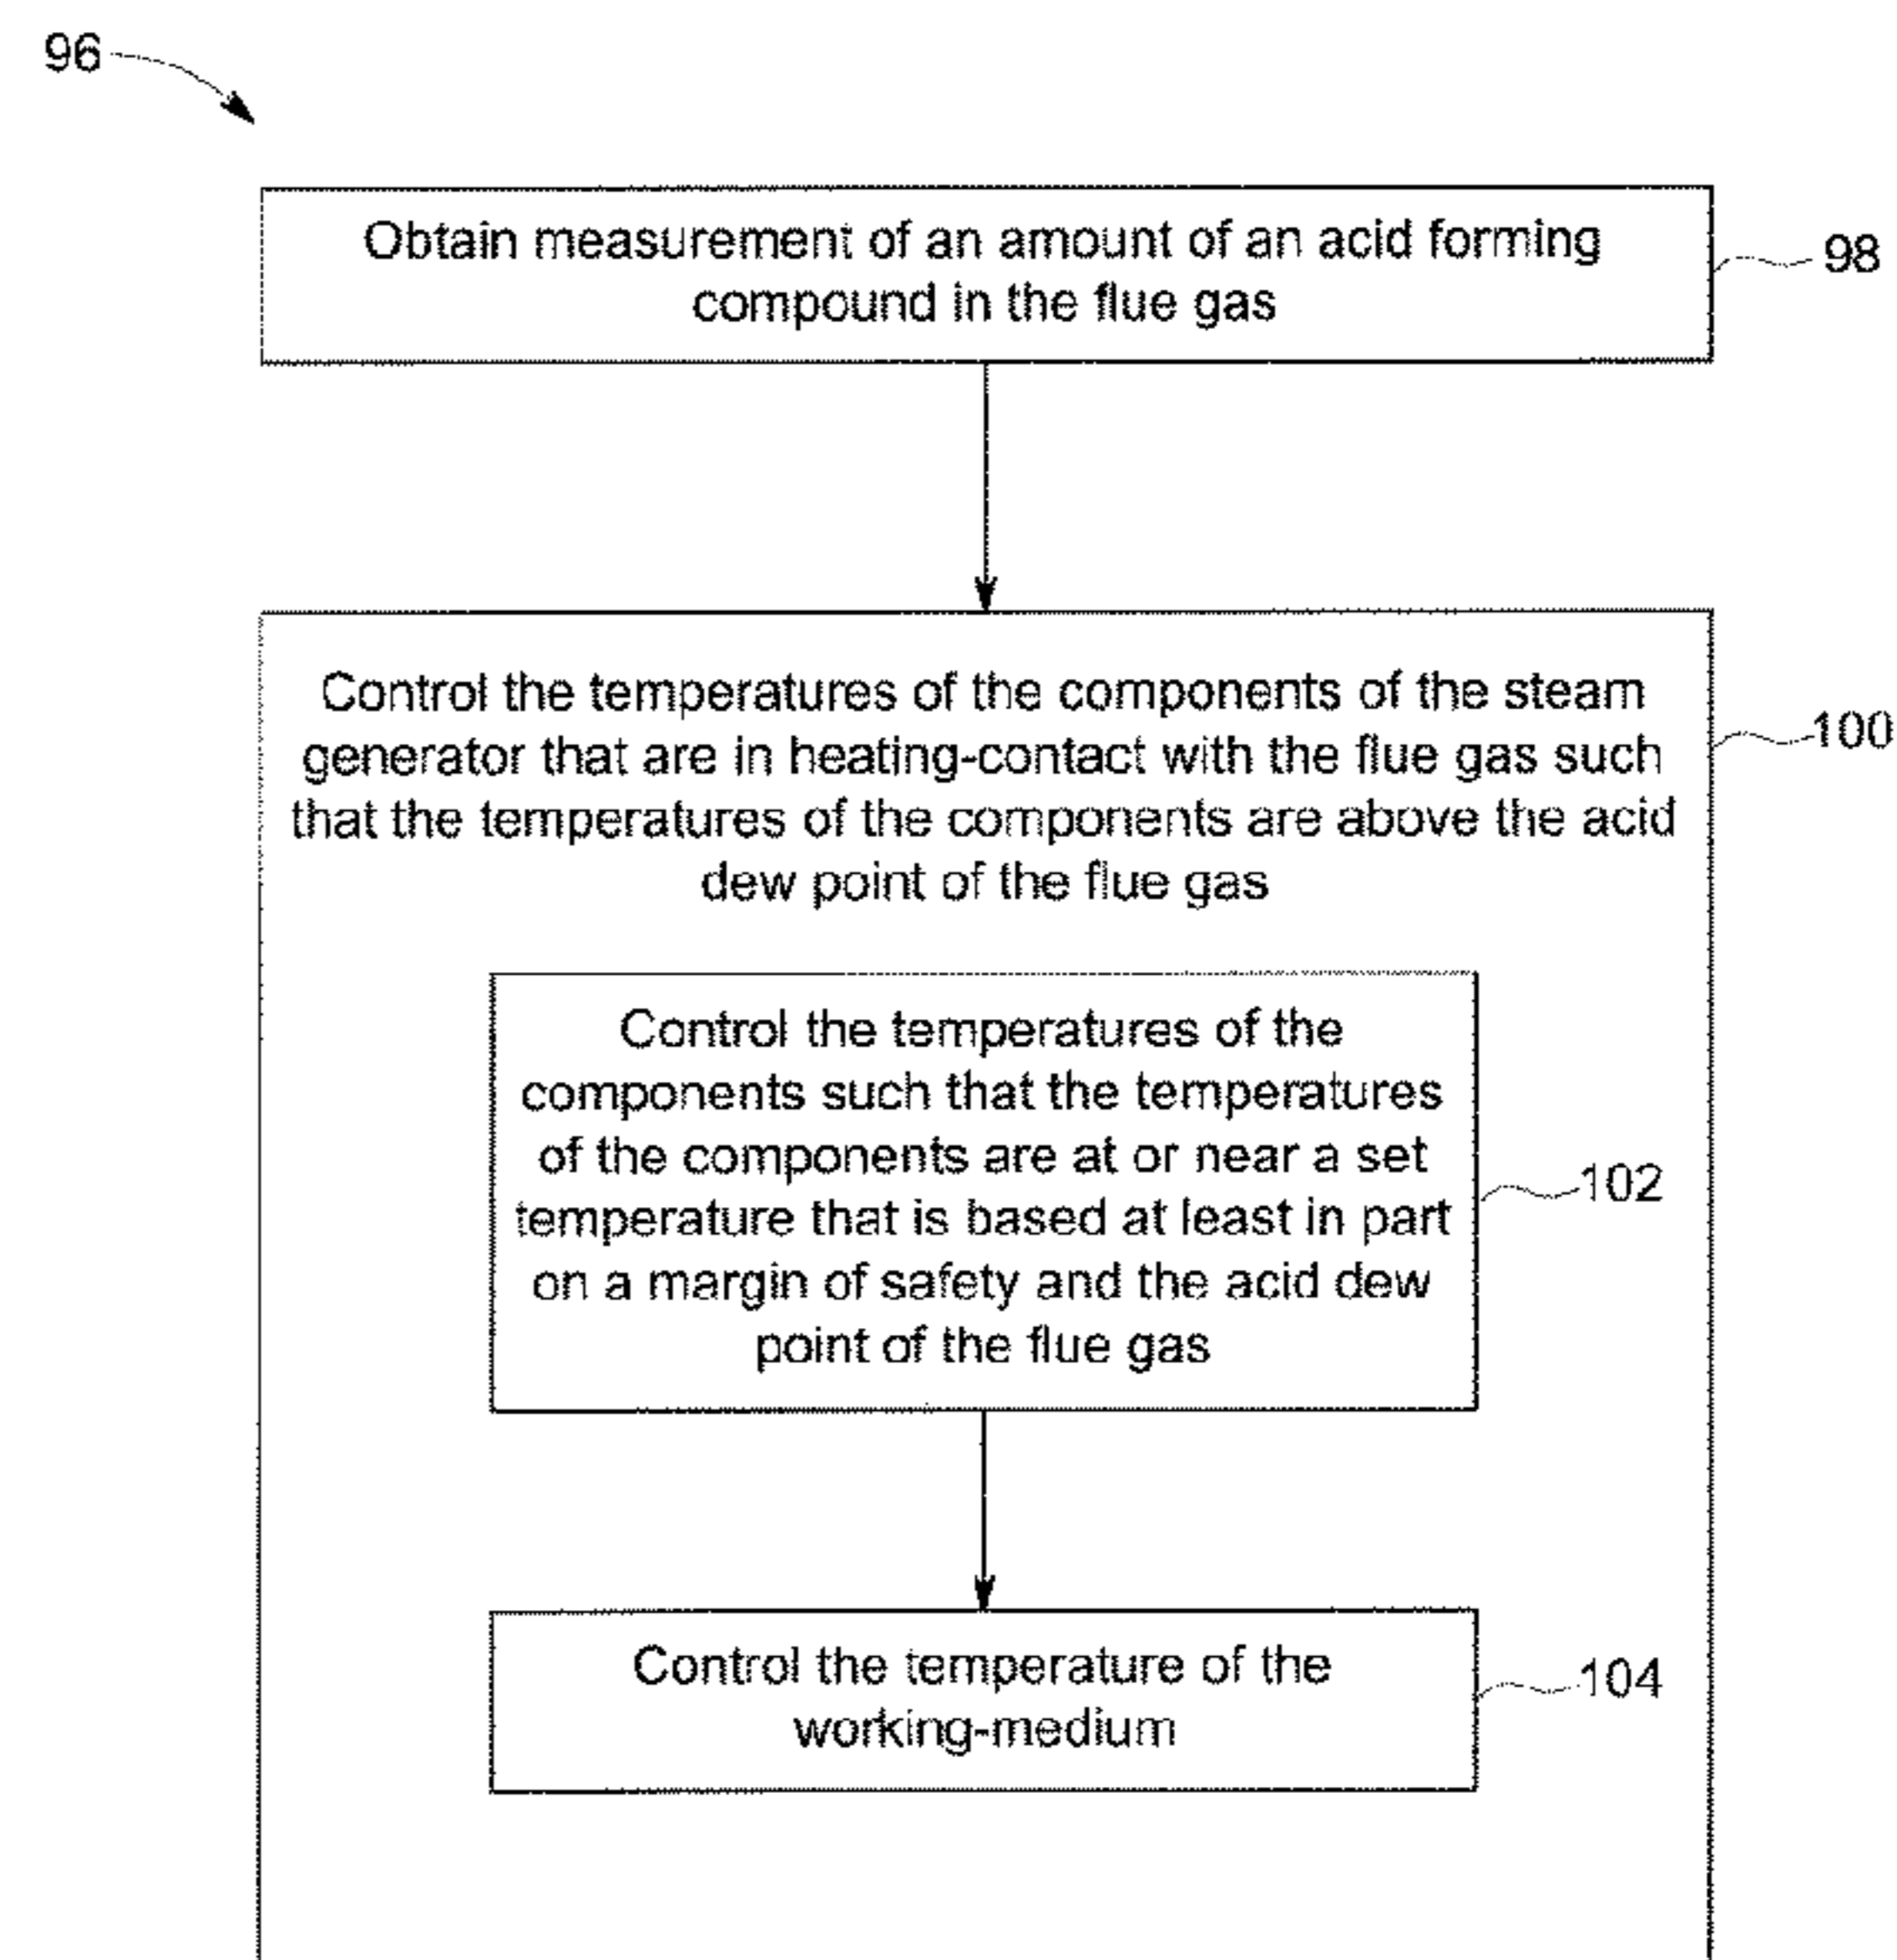 96
Obtain measurement of an amount of an acid forming
compound in the flue gas
98
Control the temperatures of the components of the steam
generator that are in heating-contact with the flue gas such
that the temperatures of the components are above the acid
dew point of the flue gas
100
Control the temperatures of the
components such that the temperatures
of the components are at or near a set
temperature that is based at least in part
on a margin of safety and the acid dew
point of the flue gas
102
Control the temperature of the
working-medium
104